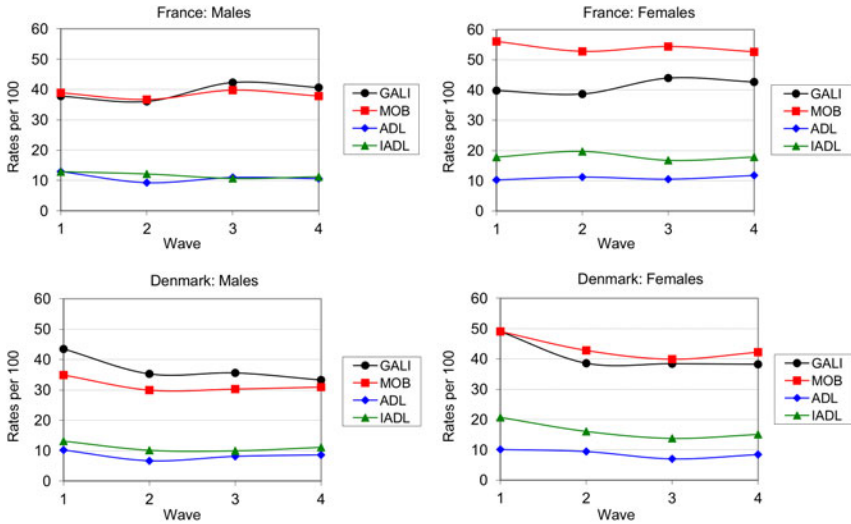 France: Males
60
50
40
30
20
10
0
Rates per 100
1 2 3 4
Wave
GALI
MOB
ADL
IADL
France: Females
60
50
40
30
20
10
0
Rates per 100
1 2 3 4
Wave
GALI
MOB
ADL
IADL
Denmark: Males
60
50
40
30
20
10
0
Rates per 100
1 2 3 4
Wave
GALI
MOB
ADL
IADL
Denmark: Females
60
50
40
30
20
10
0
Rates per 100
1 2 3 4
Wave
GALI
MOB
ADL
IADL